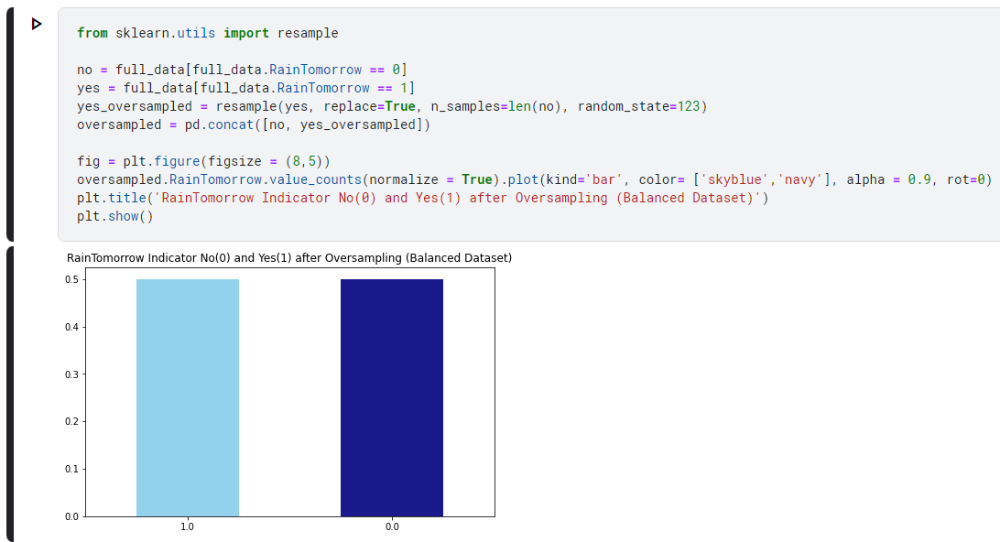 from sklearn.utils import resample
no = full_data[full_data.RainTomorrow == 0]
yes = full_data[full_data.RainTomorrow == 1]
yes_oversampled = resample(yes, replace=True, n_samples=len(no), random_state=123)
oversampled = pd.concat([no, yes_oversampled])
fig = plt.figure(figsize = (8,5))
oversampled.RainTomorrow.value_counts(normalize = True).plot(kind='bar', color= ['skyblue','navy'], alpha = 0.9, rot=0)
plt.title('RainTomorrow Indicator No(0) and Yes(1) after Oversampling (Balanced Dataset)')
plt.show()
RainTomorrow Indicator No(0) and Yes(1) after Oversampling (Balanced Dataset)
0.5
0.4
0.3
0.2
0.1
0.0
1.0 0.0